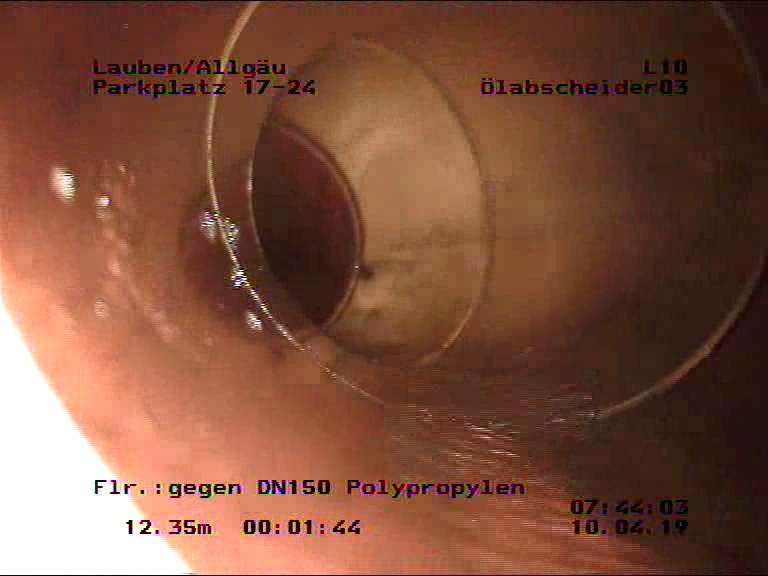 Lauben/Allgäu L10
Parkplatz 17-24 Ölabscheider03
Flr.:gegen DN150 Polypropylen
07:44:03
12.35m 00:01:44 10.04.19